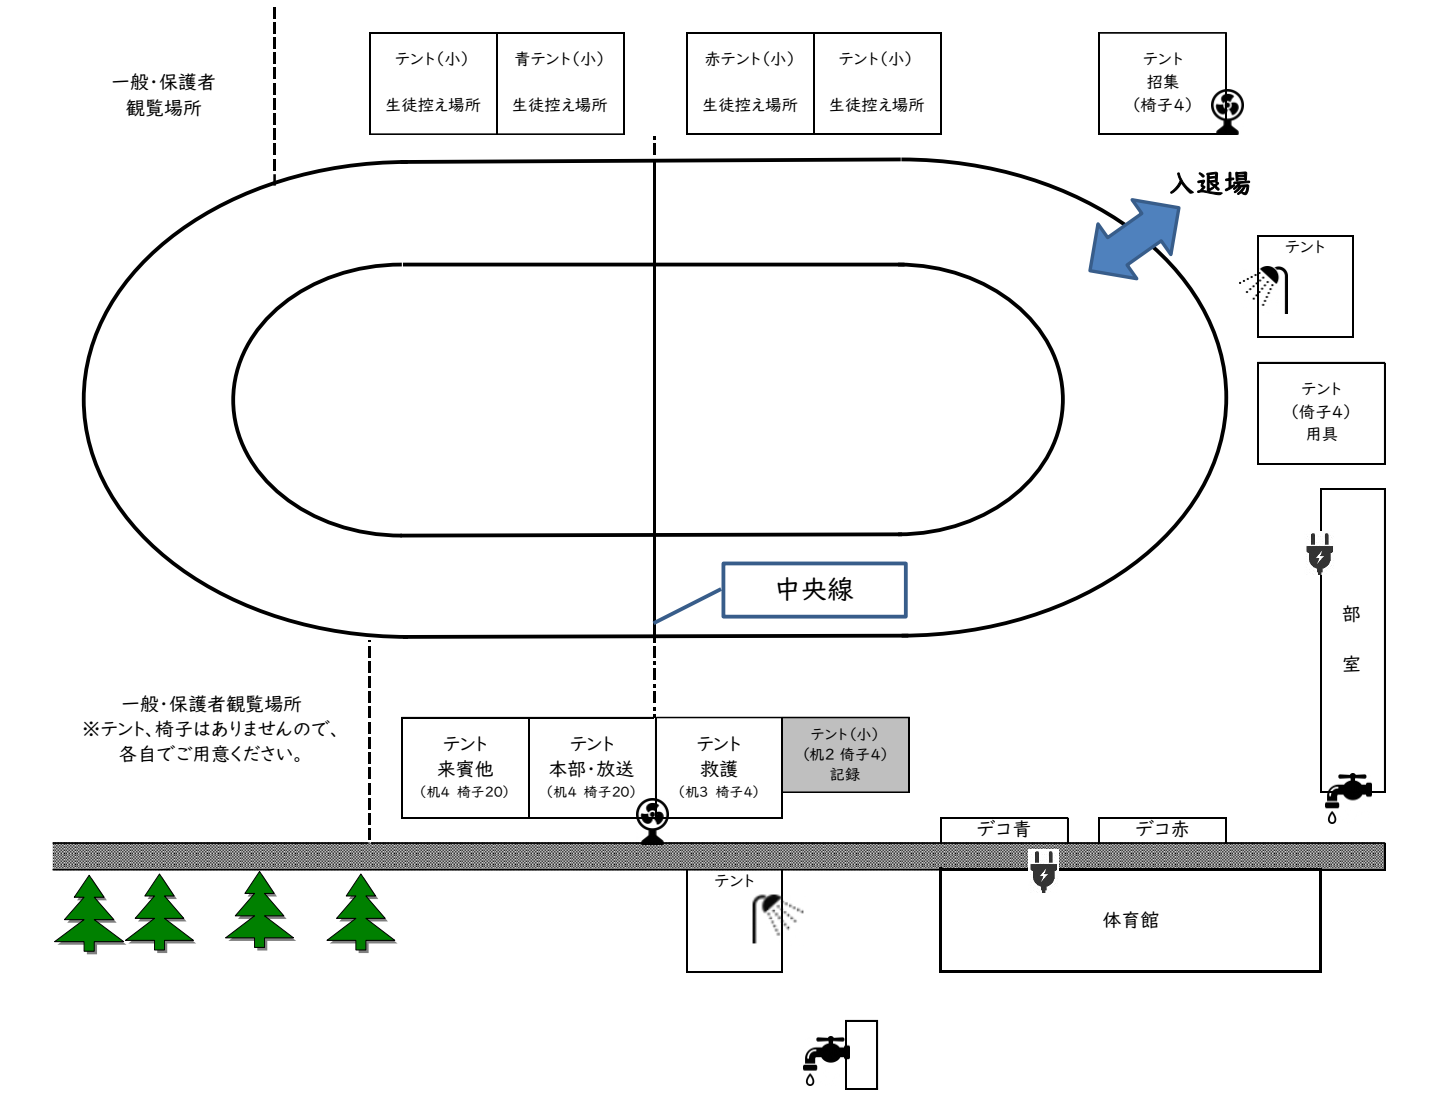 一般・保護者
観覧場所
テント(小)
生徒控え場所
青テント(小)
生徒控え場所
赤テント(小)
生徒控え場所
テント(小)
生徒控え場所
テント
招集
(椅子4)
入退場
テント
テント
(倚子4)
用具
中央線
部
室
一般・保護者観覧場所
※テント、椅子はありませんので、
各自でご用意ください。
テント
来賓他
(机4 椅子20)
テント
本部・放送
(机4 椅子20)
テント
救護
(机3 椅子4)
テント(小)
(机2 倚子4)
記録
デコ青
デコ赤
テント
体育館